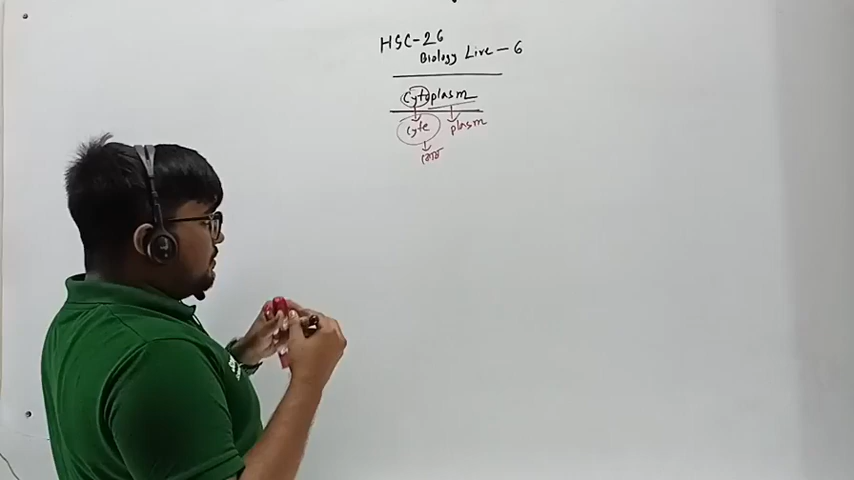 HSC-26
Biology Live - 6
Cytoplasm
Cyte plasm
কোষ